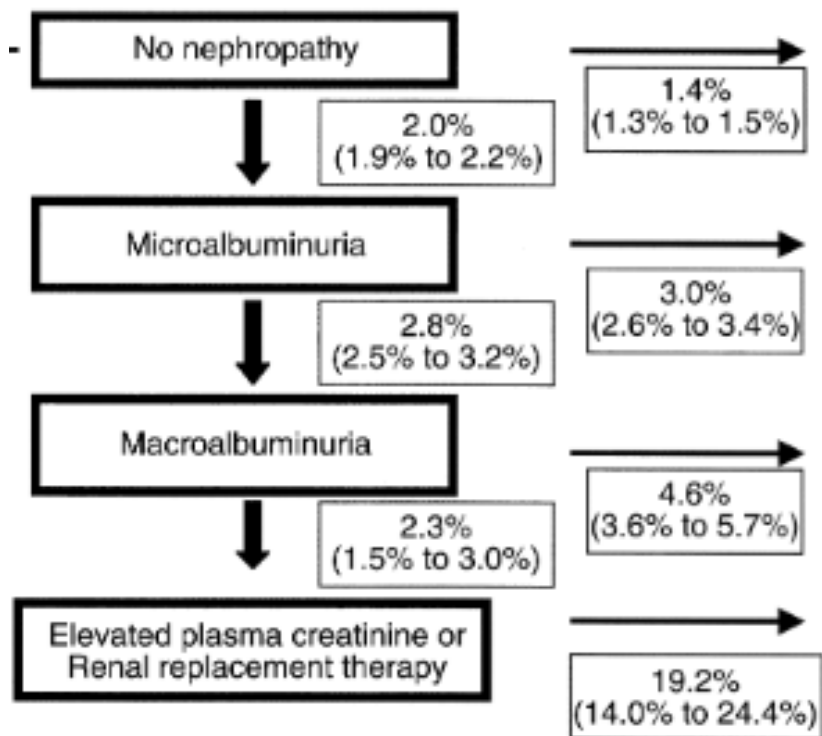 No nephropathy
1.4%
(1.3% to 1.5%)
2.0%
(1.9% to 2.2%)
Microalbuminuria
3.0%
(2.6% to 3.4%)
2.8%
(2.5% to 3.2%)
Macroalbuminuria
4.6%
(3.6% to 5.7%)
2.3%
(1.5% to 3.0%)
Elevated plasma creatinine or
Renal replacement therapy
19.2%
(14.0% to 24.4%)